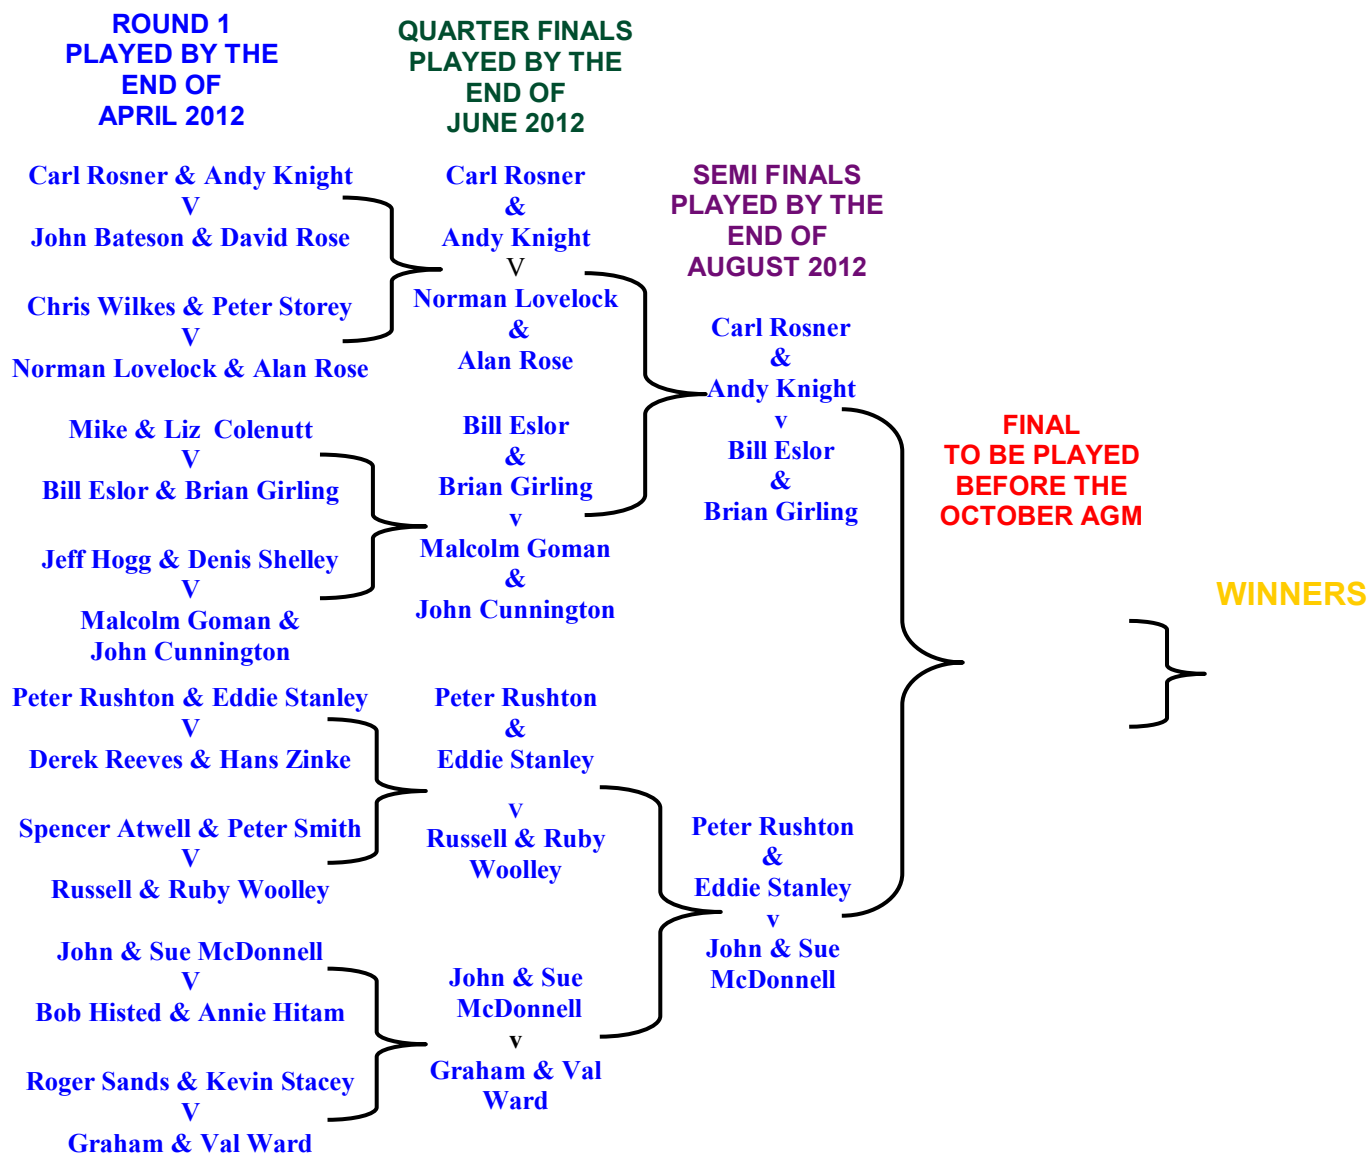 ROUND 1
PLAYED BY THE
END OF
APRIL 2012
Carl Rosner & Andy Knight
V
John Bateson & David Rose
Chris Wilkes & Peter Storey
V
Norman Lovelock & Alan Rose
Mike & Liz  Colenutt
V
Bill Eslor & Brian Girling
Jeff Hogg & Denis Shelley
V
Malcolm Goman &
John Cunnington
Peter Rushton & Eddie Stanley
V
Derek Reeves & Hans Zinke
Spencer Atwell & Peter Smith
V
Russell & Ruby Woolley
John & Sue McDonnell
V
Bob Histed & Annie Hitam
Roger Sands & Kevin Stacey
V
Graham & Val Ward
QUARTER FINALS
PLAYED BY THE
END OF
JUNE 2012
Carl Rosner
&
Andy Knight
V
Norman Lovelock
&
Alan Rose
Bill Eslor
&
Brian Girling
v
Malcolm Goman
&
John Cunnington
Peter Rushton
&
Eddie Stanley
v
Russell & Ruby
Woolley
John & Sue
McDonnell
v
Graham & Val
Ward
SEMI FINALS
PLAYED BY THE
END OF
AUGUST 2012
Carl Rosner
&
Andy Knight
v
Bill Eslor
&
Brian Girling
Peter Rushton
&
Eddie Stanley
v
John & Sue
McDonnell
FINAL
TO BE PLAYED
BEFORE THE
OCTOBER AGM
WINNERS